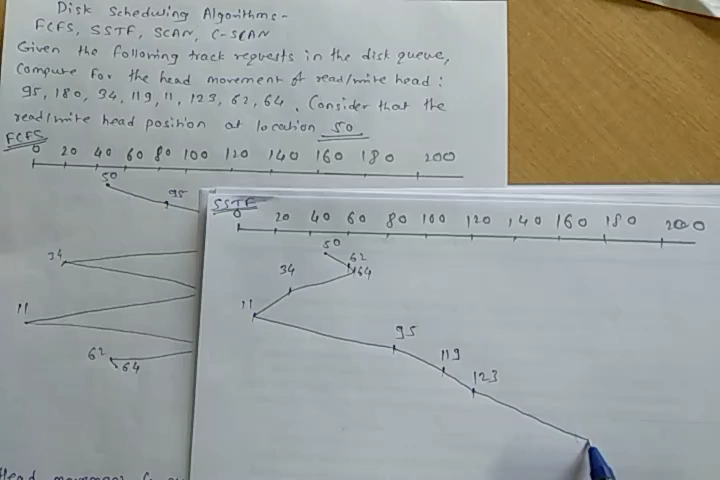 Disk Scheduling Algorithms-
FCFS, SSTF, SCAN, C-SCAN
Given the following track requests in the disk queue,
compute for the head movement of read/write head:
95, 180, 34, 119, 11, 123, 62, 64. Consider that the
read/write head position at location 50.
FCFS
0 20 40 60 80 100 120 140 160 180 200
50
95
34
11
62
64
SSTF
0 20 40 60 80 100 120 140 160 180 200
50
62
64
34
11
95
119
123
Head